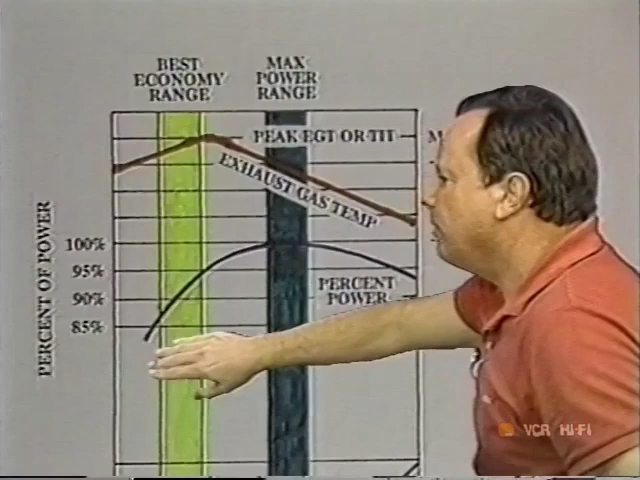 BEST
ECONOMY
RANGE
MAX
POWER
RANGE
PEAK EGT OR TIT
M
EXHAUST GAS TEMP
PERCENT OF POWER
100%
95%
90%
85%
PERCENT
POWER
VCR HI-FI